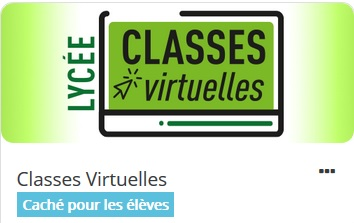 LYCÉE
CLASSES
virtuelles
Classes Virtuelles
Caché pour les élèves